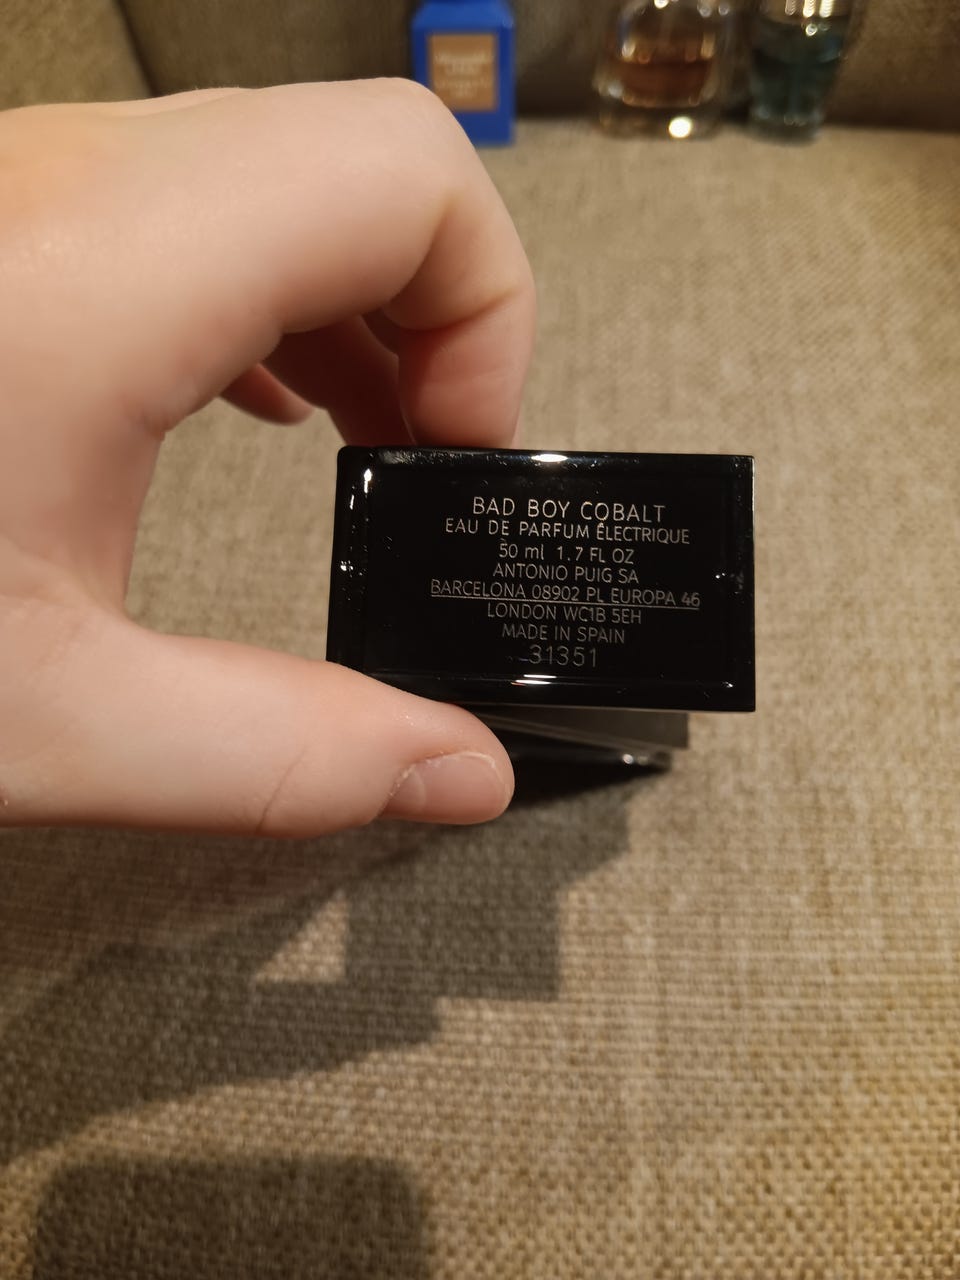 BAD BOY COBALT
EAU DE PARFUM ÉLECTRIQUE
50 ml 1.7 FL OZ
ANTONIO PUIG SA
BARCELONA 08902 PL EUROPA 46
LONDON WC1B 5EH
MADE IN SPAIN
31351